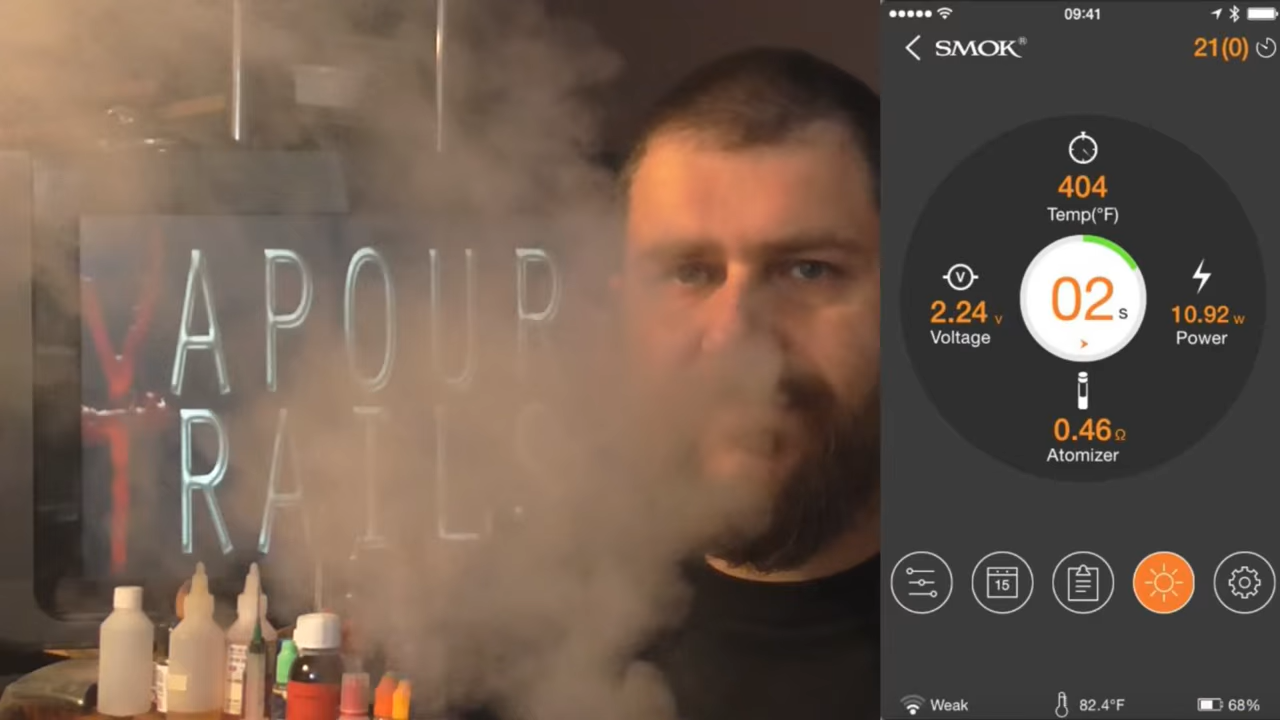 VAPOUR
TRAILS
09:41
SMOK®
21(0)
404
Temp(°F)
V
2.24 v
Voltage
02 s
10.92 w
Power
0.46 Ω
Atomizer
15
Weak
82.4°F
68%